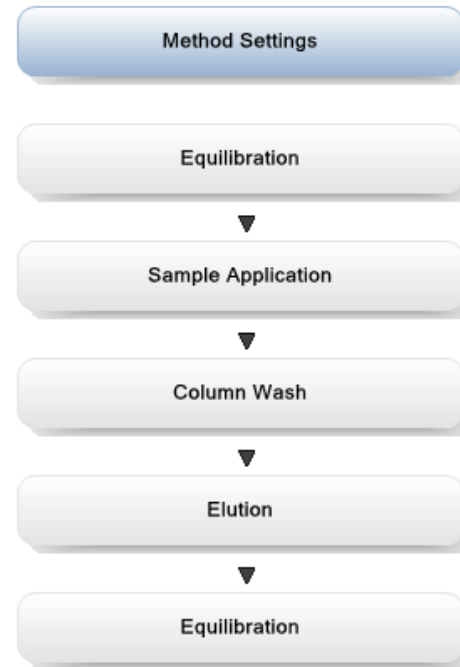 Method Settings
Equilibration
Sample Application
Column Wash
Elution
Equilibration